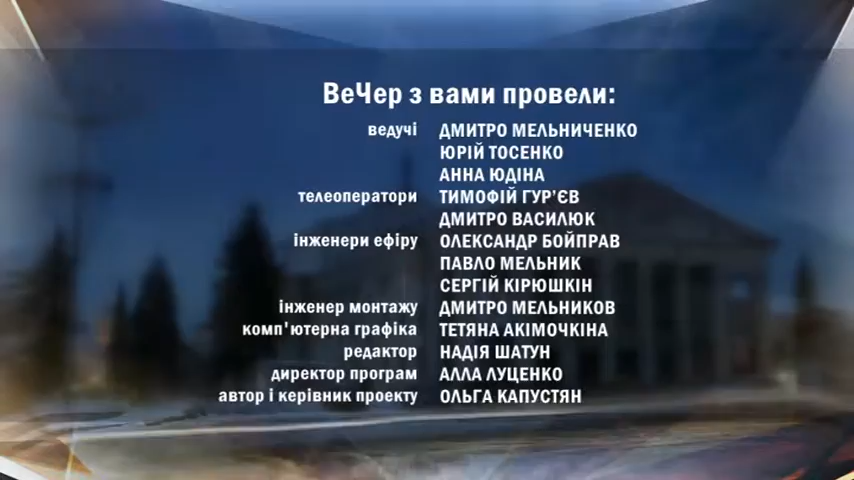 ВеЧер з вами провели:
ведучі ДМИТРО МЕЛЬНИЧЕНКО
ЮРІЙ ТОСЕНКО
АННА ЮДІНА
телеоператори ТИМОФІЙ ГУР'ЄВ
ДМИТРО ВАСИЛЮК
інженери ефіру ОЛЕКСАНДР БОЙПРАВ
ПАВЛО МЕЛЬНИК
СЕРГІЙ КІРЮШКІН
інженер монтажу ДМИТРО МЕЛЬНИКОВ
комп'ютерна графіка ТЕТЯНА АКІМОЧКІНА
редактор НАДІЯ ШАТУН
директор програм АЛЛА ЛУЦЕНКО
автор і керівник проекту ОЛЬГА КАПУСТЯН